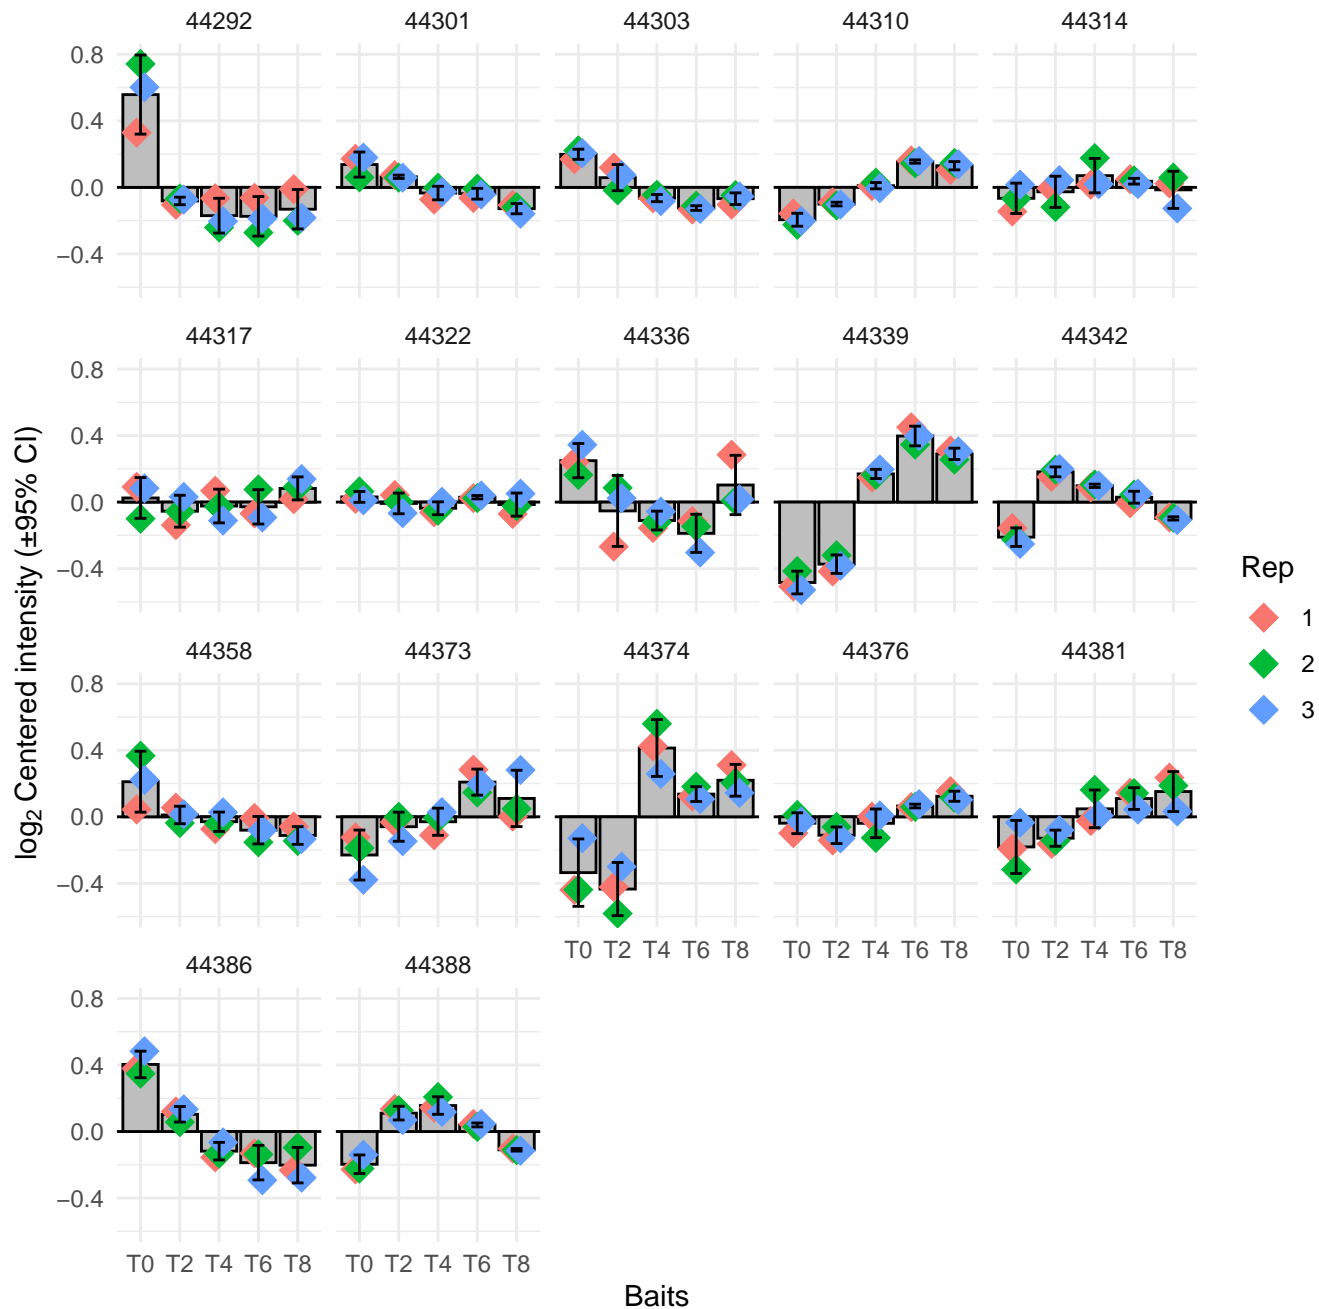 44292 44301 44303 44310 44314
0.8
0.4
0.0
−0.4
44317 44322 44336 44339 44342
0.8
0.4
0.0
−0.4
44358 44373 44374 44376 44381
0.8
0.4
0.0
−0.4
T0 T2 T4 T6 T8 T0 T2 T4 T6 T8 T0 T2 T4 T6 T8
44386 44388
0.8
0.4
0.0
−0.4
T0 T2 T4 T6 T8 T0 T2 T4 T6 T8
Baits
log2 Centered intensity (±95% CI)
Rep
1
2
3